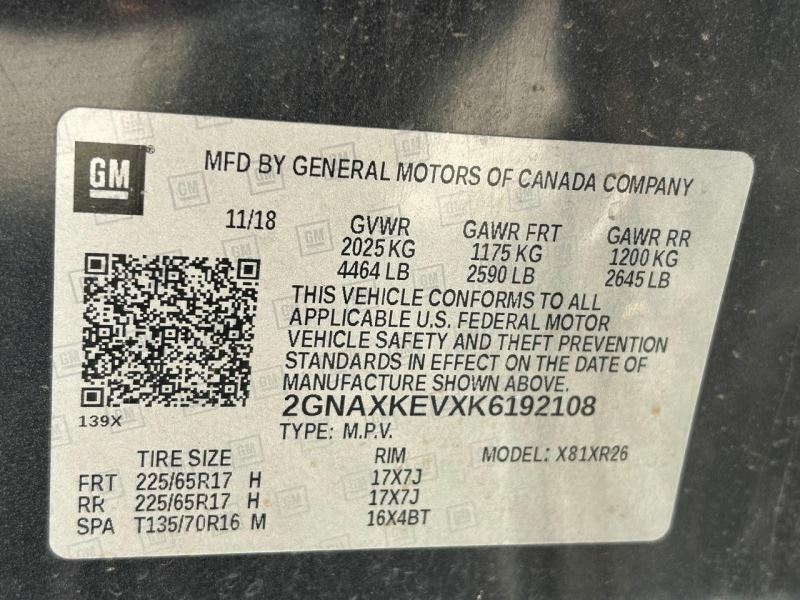 GM
MFD BY GENERAL MOTORS OF CANADA COMPANY
11/18
GVWR GAWR FRT GAWR RR
2025 KG 1175 KG 1200 KG
4464 LB 2590 LB 2645 LB
THIS VEHICLE CONFORMS TO ALL
APPLICABLE U.S. FEDERAL MOTOR
VEHICLE SAFETY AND THEFT PREVENTION
STANDARDS IN EFFECT ON THE DATE OF
MANUFACTURE SHOWN ABOVE.
2GNAXKEVXK6192108
139X
TYPE: M.P.V.
TIRE SIZE RIM MODEL: X81XR26
FRT 225/65R17 H 17X7J
RR 225/65R17 H 17X7J
SPA T135/70R16 M 16X4BT